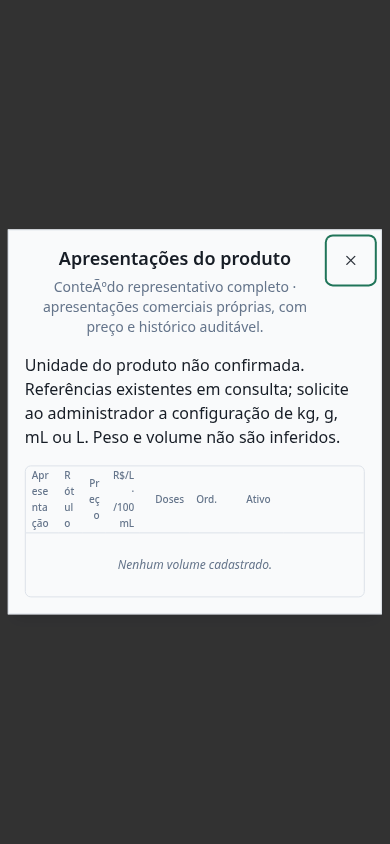 Apresentações do produto
×
ConteÃºdo representativo completo ·
apresentações comerciais próprias, com
preço e histórico auditável.
Unidade do produto não confirmada.
Referências existentes em consulta; solicite
ao administrador a configuração de kg, g,
mL ou L. Peso e volume não são inferidos.
Apr
ese
nta
ção
R
ót
ul
o
Pr
eç
o
R$/L
·
/100
mL
Doses
Ord.
Ativo
Nenhum volume cadastrado.